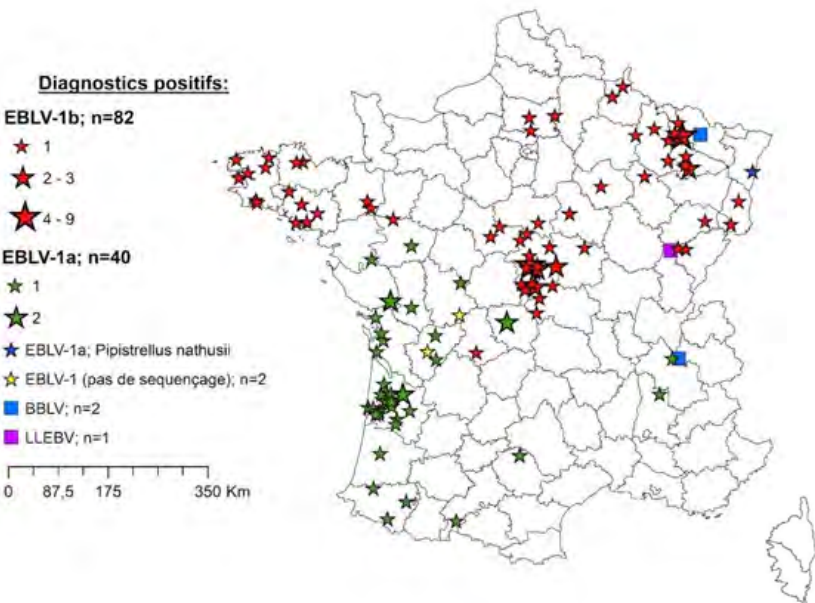 Diagnostics positifs:
EBLV-1b; n=82
1
2 - 3
4 - 9
EBLV-1a; n=40
1
2
EBLV-1a; Pipistrellus nathusii
EBLV-1 (pas de sequençage); n=2
BBLV; n=2
LLEBV; n=1
0 87,5 175 350 Km